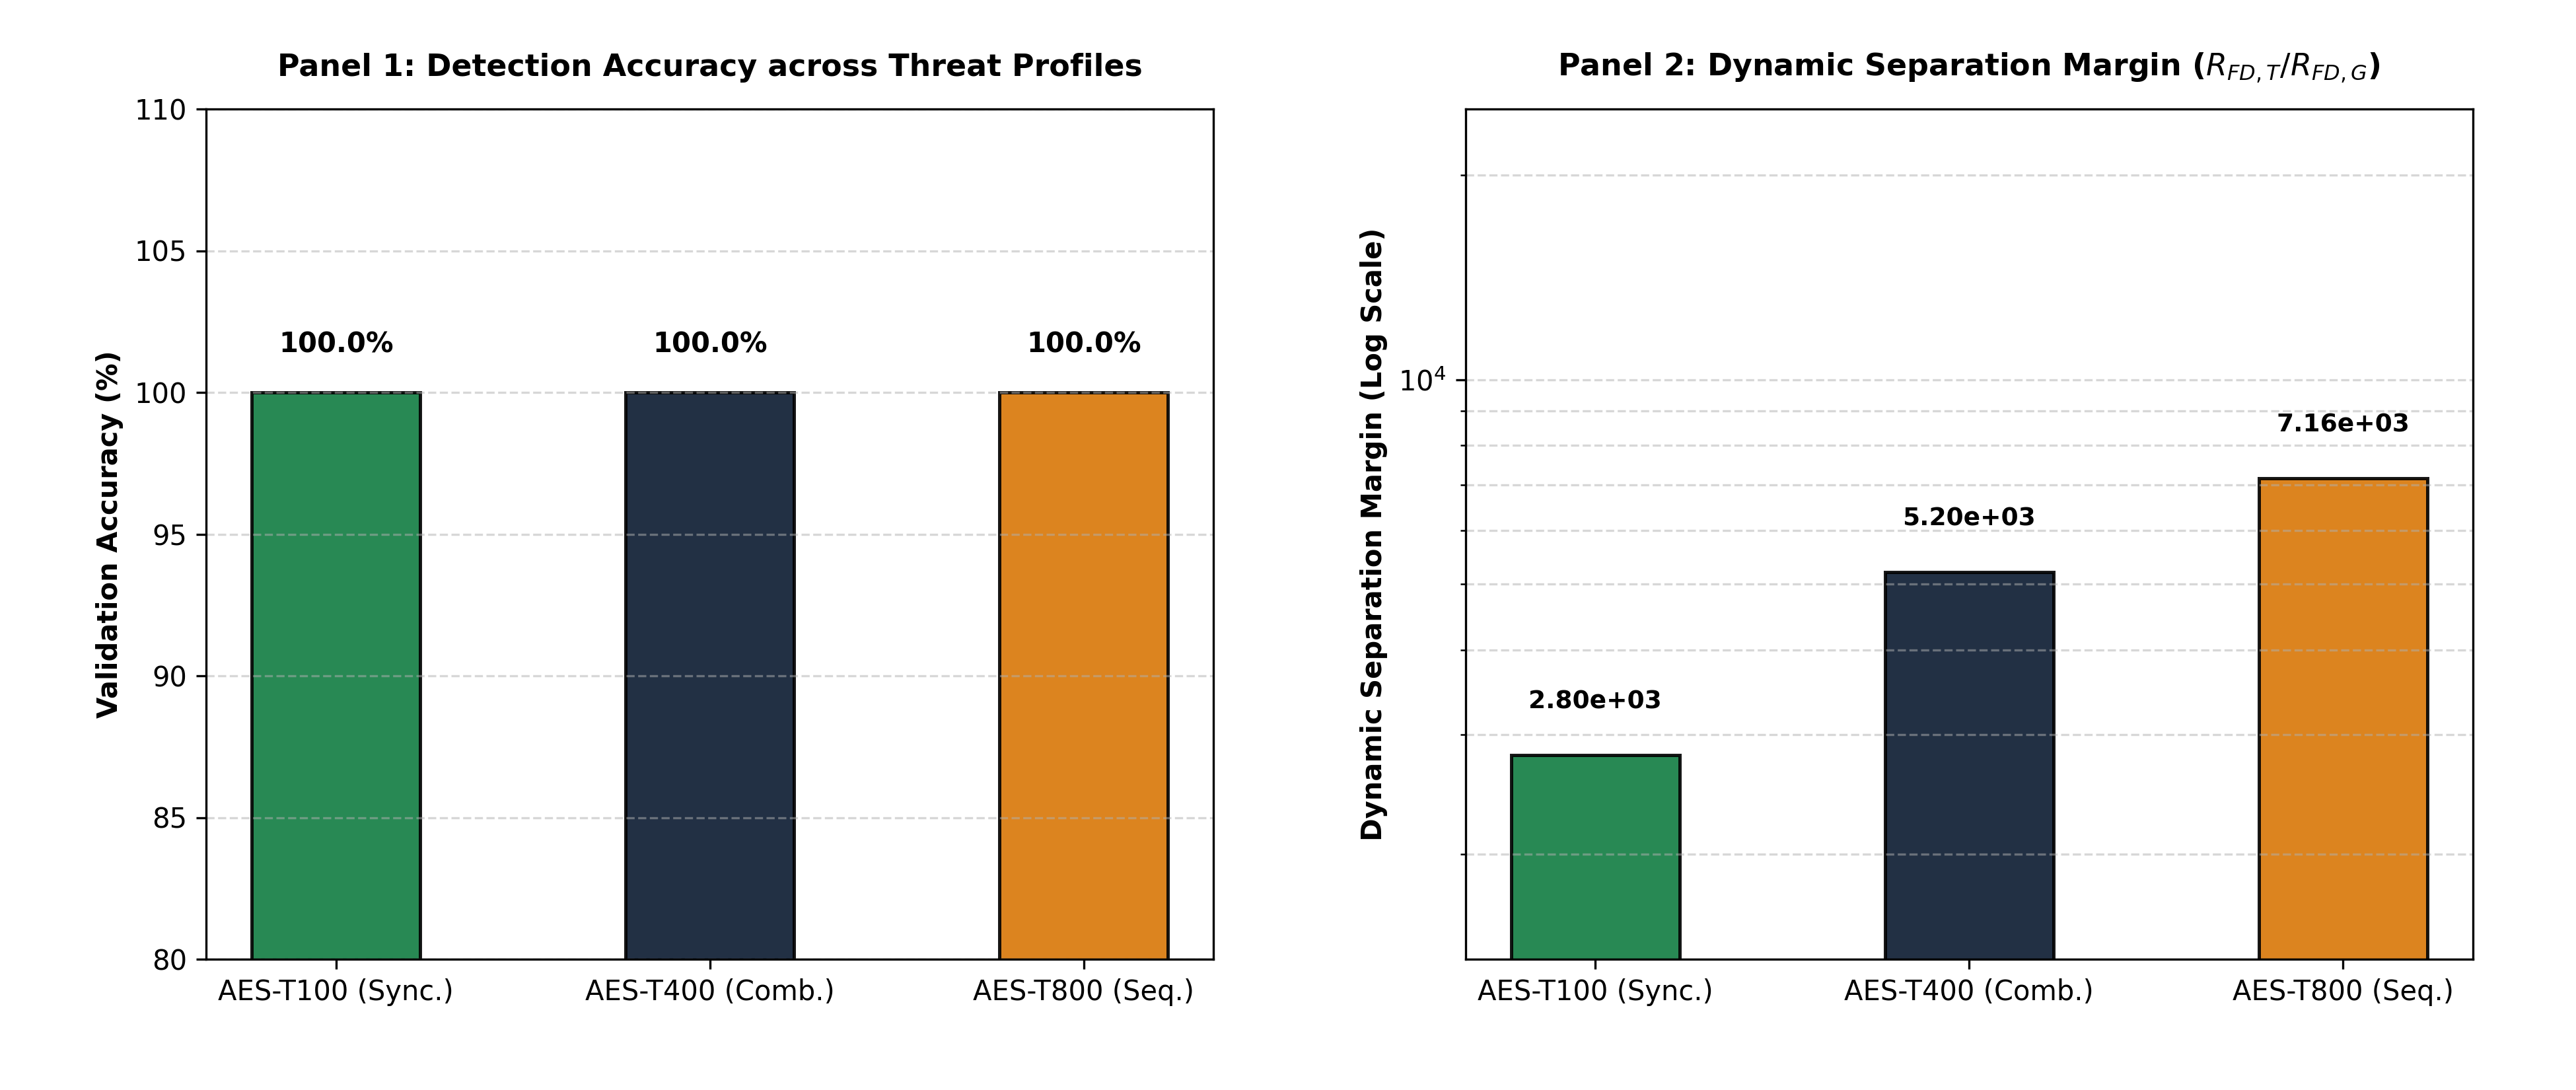 Panel 1: Detection Accuracy across Threat Profiles
Validation Accuracy (%)
110
105
100
95
90
85
80
100.0%
100.0%
100.0%
AES-T100 (Sync.)
AES-T400 (Comb.)
AES-T800 (Seq.)
Panel 2: Dynamic Separation Margin (R_{FD, T}/R_{FD, G})
Dynamic Separation Margin (Log Scale)
10⁴
2.80e+03
5.20e+03
7.16e+03
AES-T100 (Sync.)
AES-T400 (Comb.)
AES-T800 (Seq.)